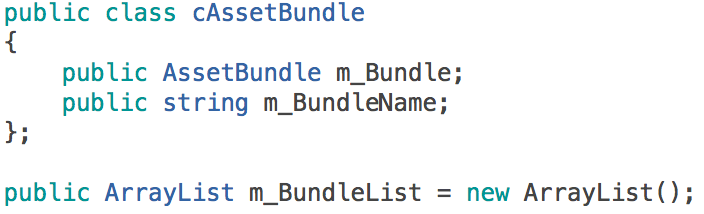 public class cAssetBundle
{
    public AssetBundle m_Bundle;
    public string m_BundleName;
};
public ArrayList m_BundleList = new ArrayList();